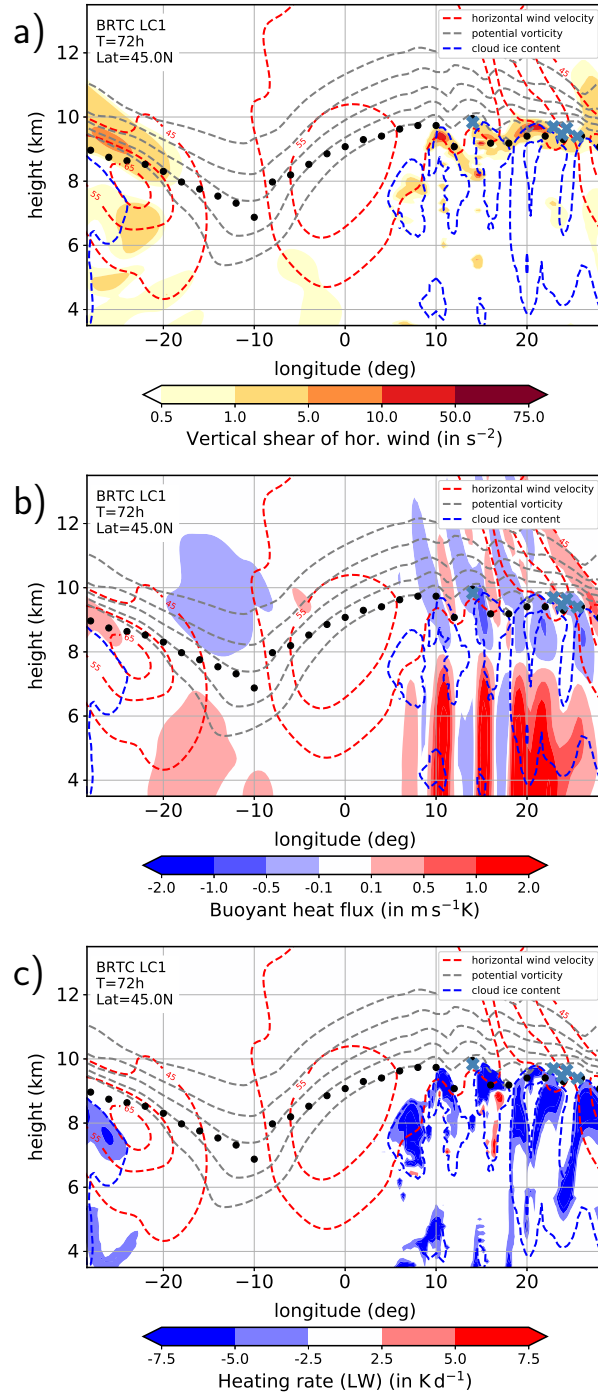 a)
BRTC LC1
T=72h
Lat=45.0N
horizontal wind velocity
potential vorticity
cloud ice content
45
65
55
55
45
12
10
8
6
4
height (km)
−20
−10
0
10
20
longitude (deg)
0.5
1.0
5.0
10.0
50.0
75.0
Vertical shear of hor. wind (in s−2)
b)
BRTC LC1
T=72h
Lat=45.0N
horizontal wind velocity
potential vorticity
cloud ice content
45
65
55
55
45
12
10
8
6
4
height (km)
−20
−10
0
10
20
longitude (deg)
-2.0
-1.0
-0.5
-0.1
0.1
0.5
1.0
2.0
Buoyant heat flux (in m s−1K)
c)
BRTC LC1
T=72h
Lat=45.0N
horizontal wind velocity
potential vorticity
cloud ice content
45
65
55
55
45
12
10
8
6
4
height (km)
−20
−10
0
10
20
longitude (deg)
-7.5
-5.0
-2.5
2.5
5.0
7.5
Heating rate (LW) (in K d−1)